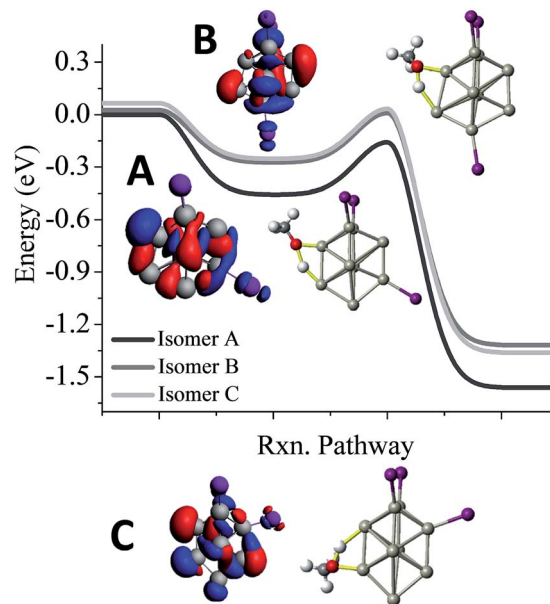 B
0.3
0.0
-0.3
-0.6
-0.9
-1.2
-1.5
Energy (eV)
A
Isomer A
Isomer B
Isomer C
Rxn. Pathway
C